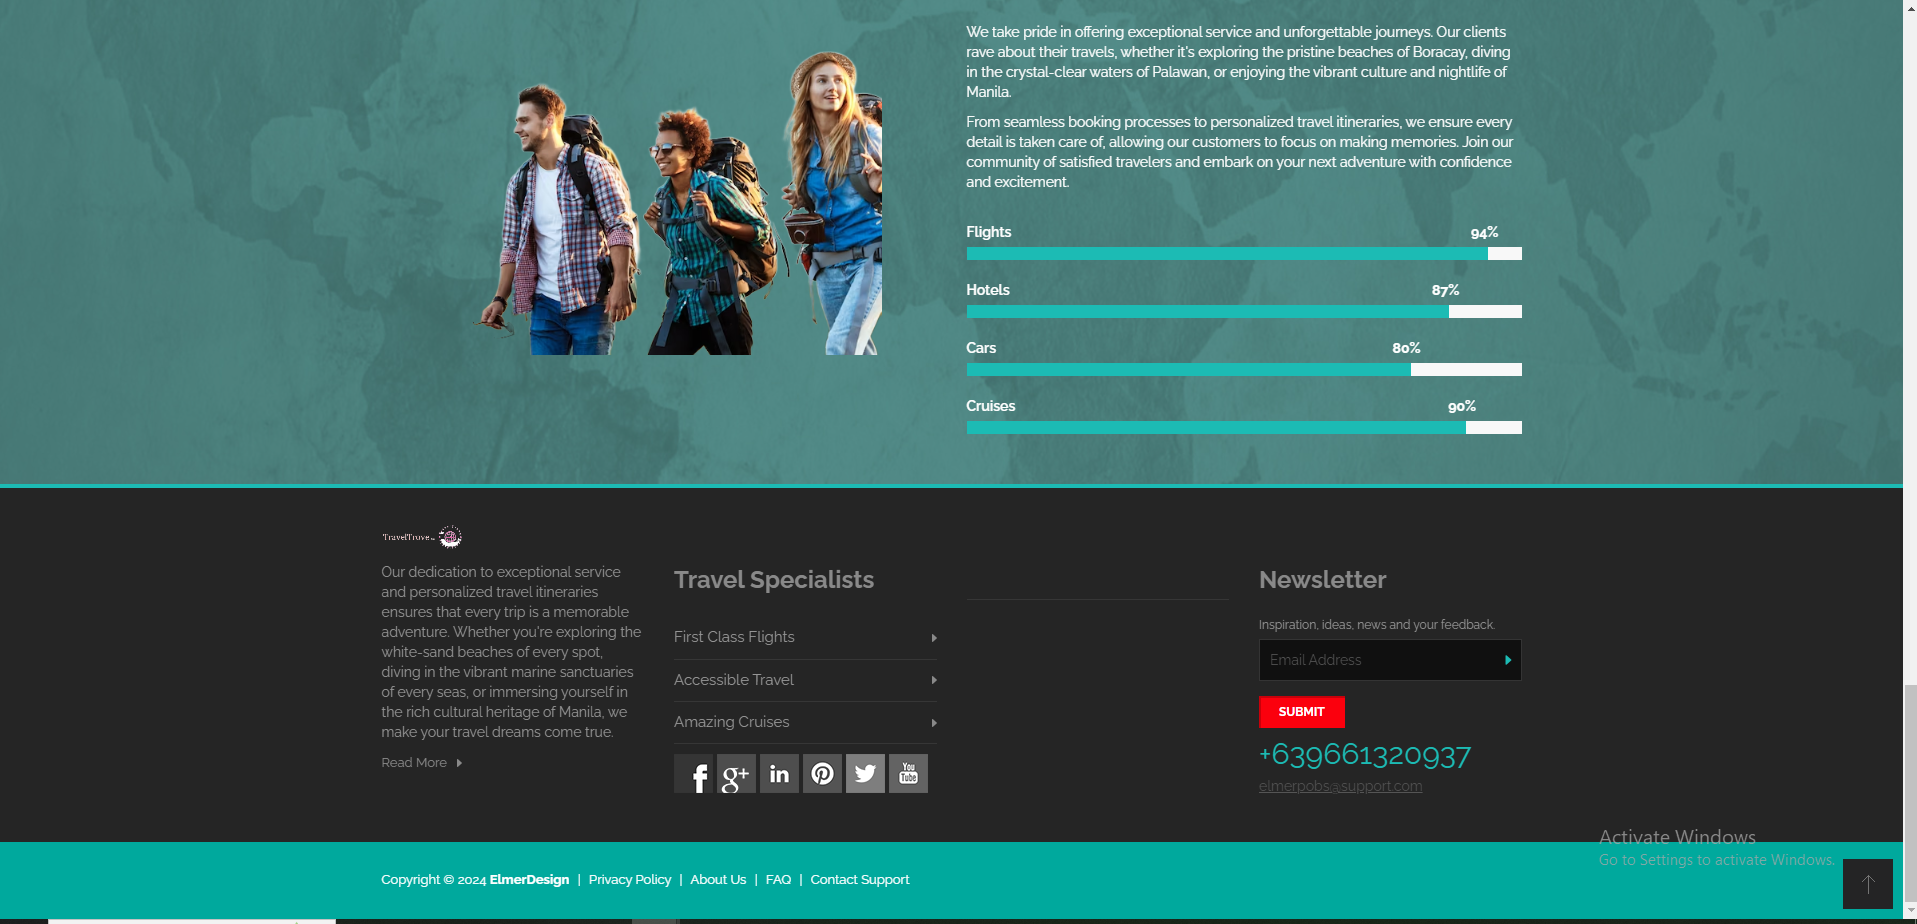 We take pride in offering exceptional service and unforgettable journeys. Our clients
rave about their travels, whether it's exploring the pristine beaches of Boracay, diving
in the crystal-clear waters of Palawan, or enjoying the vibrant culture and nightlife of
Manila.
From seamless booking processes to personalized travel itineraries, we ensure every
detail is taken care of, allowing our customers to focus on making memories. Join our
community of satisfied travelers and embark on your next adventure with confidence
and excitement.
Flights 94%
Hotels 87%
Cars 80%
Cruises 90%
TravelTrove
Our dedication to exceptional service
and personalized travel itineraries
ensures that every trip is a memorable
adventure. Whether you're exploring the
white-sand beaches of every spot,
diving in the vibrant marine sanctuaries
of every seas, or immersing yourself in
the rich cultural heritage of Manila, we
make your travel dreams come true.
Read More
Travel Specialists
First Class Flights
Accessible Travel
Amazing Cruises
f g+ in P You Tube
Newsletter
Inspiration, ideas, news and your feedback.
Email Address
SUBMIT
+639661320937
elmerpobs@support.com
Activate Windows
Go to Settings to activate Windows.
Copyright © 2024 ElmerDesign | Privacy Policy | About Us | FAQ | Contact Support